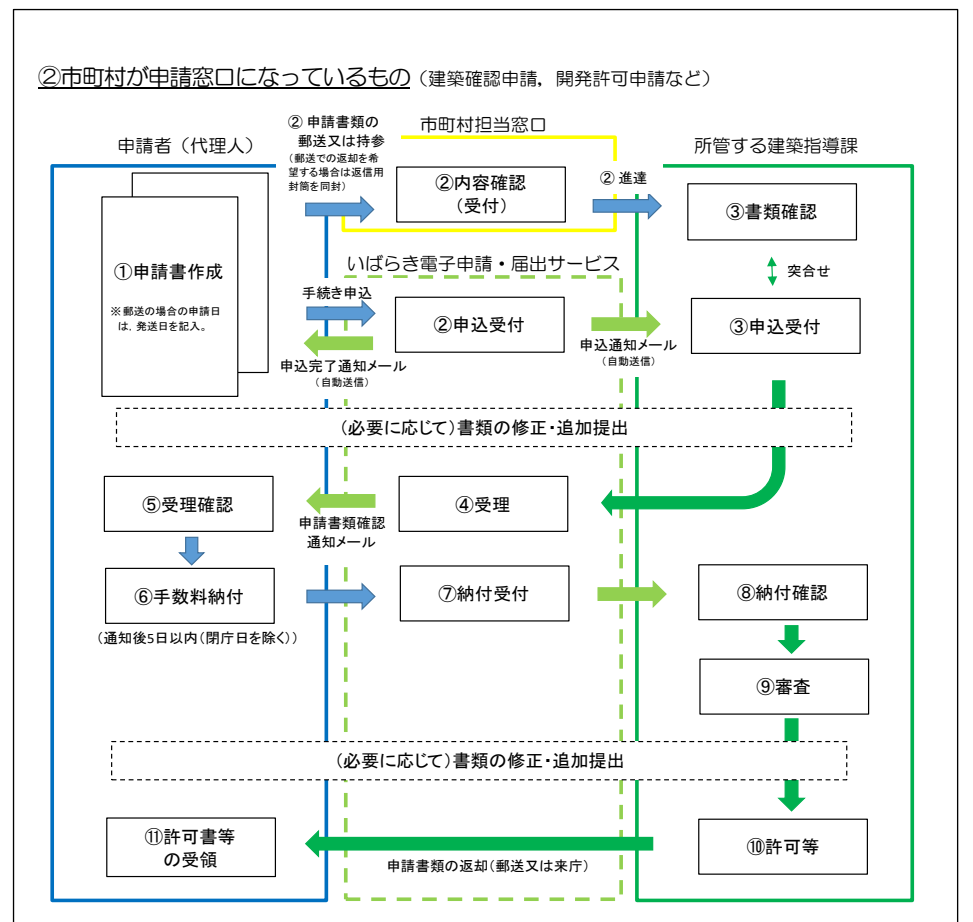 ②市町村が申請窓口になっているもの（建築確認申請，開発許可申請など）
申請者（代理人）
② 申請書類の
郵送又は持参
（郵送での返却を希
望する場合は返信用
封筒を同封）
市町村担当窓口
所管する建築指導課
②内容確認
（受付）
② 進達
③書類確認
①申請書作成
※郵送の場合の申請日
は，発送日を記入。
突合せ
いばらき電子申請・届出サービス
手続き申込
②申込受付
③申込受付
申込完了通知メール
（自動送信）
申込通知メール
（自動送信）
（必要に応じて）書類の修正・追加提出
⑤受理確認
④受理
申請書類確認
通知メール
⑥手数料納付
（通知後5日以内（閉庁日を除く））
⑦納付受付
⑧納付確認
⑨審査
（必要に応じて）書類の修正・追加提出
⑪許可書等
の受領
申請書類の返却（郵送又は来庁）
⑩許可等